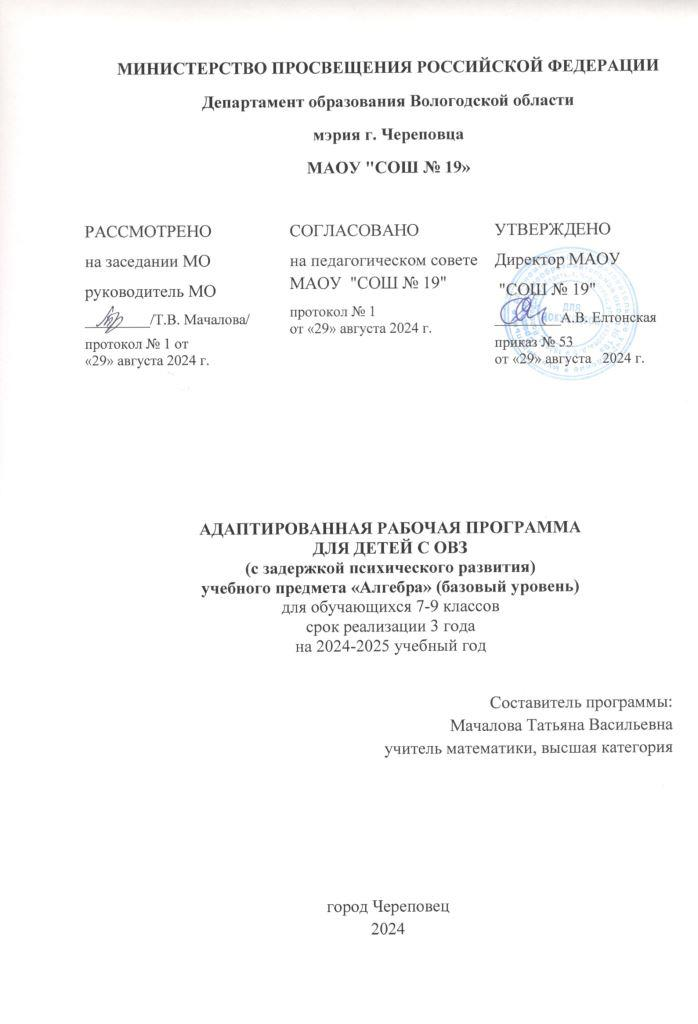 МИНИСТЕРСТВО ПРОСВЕЩЕНИЯ РОССИЙСКОЙ ФЕДЕРАЦИИ
Департамент образования Вологодской области
мэрия г. Череповца
МАОУ "СОШ № 19»
РАССМОТРЕНО
на заседании МО
руководитель МО
________/Т.В. Мачалова/
протокол № 1 от
«29» августа 2024 г.
СОГЛАСОВАНО
на педагогическом совете
МАОУ "СОШ № 19"
протокол № 1
от «29» августа 2024 г.
УТВЕРЖДЕНО
Директор МАОУ
"СОШ № 19"
________А.В. Елтонская
приказ № 53
от «29» августа 2024 г.
ДЛЯ
АДАПТИРОВАННАЯ РАБОЧАЯ ПРОГРАММА
ДЛЯ ДЕТЕЙ С ОВЗ
(с задержкой психического развития)
учебного предмета «Алгебра» (базовый уровень)
для обучающихся 7-9 классов
срок реализации 3 года
на 2024-2025 учебный год
Составитель программы:
Мачалова Татьяна Васильевна
учитель математики, высшая категория
город Череповец
2024